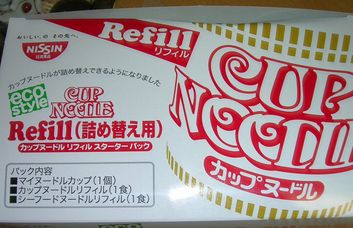 おいしい、の その先へ。
NISSIN
日清食品
Refill
リフィル
カップヌードルが詰め替えできるようになりました
eco
style
CUP
NOODLE
Refill(詰め替え用)
カップヌードル リフィル スターター パック
パック内容
■マイヌードルカップ(1個)
■カップヌードルリフィル(1食)
■シーフードヌードルリフィル(1食)
CUP
NOODLE
カップヌードル